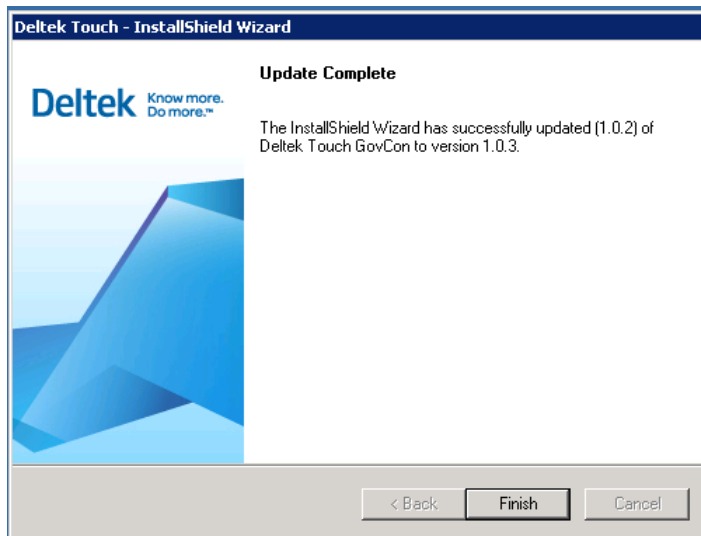 Deltek Touch - InstallShield Wizard
Deltek Know more.
Do more.™
Update Complete
The InstallShield Wizard has successfully updated (1.0.2) of
Deltek Touch GovCon to version 1.0.3.
< Back Finish Cancel